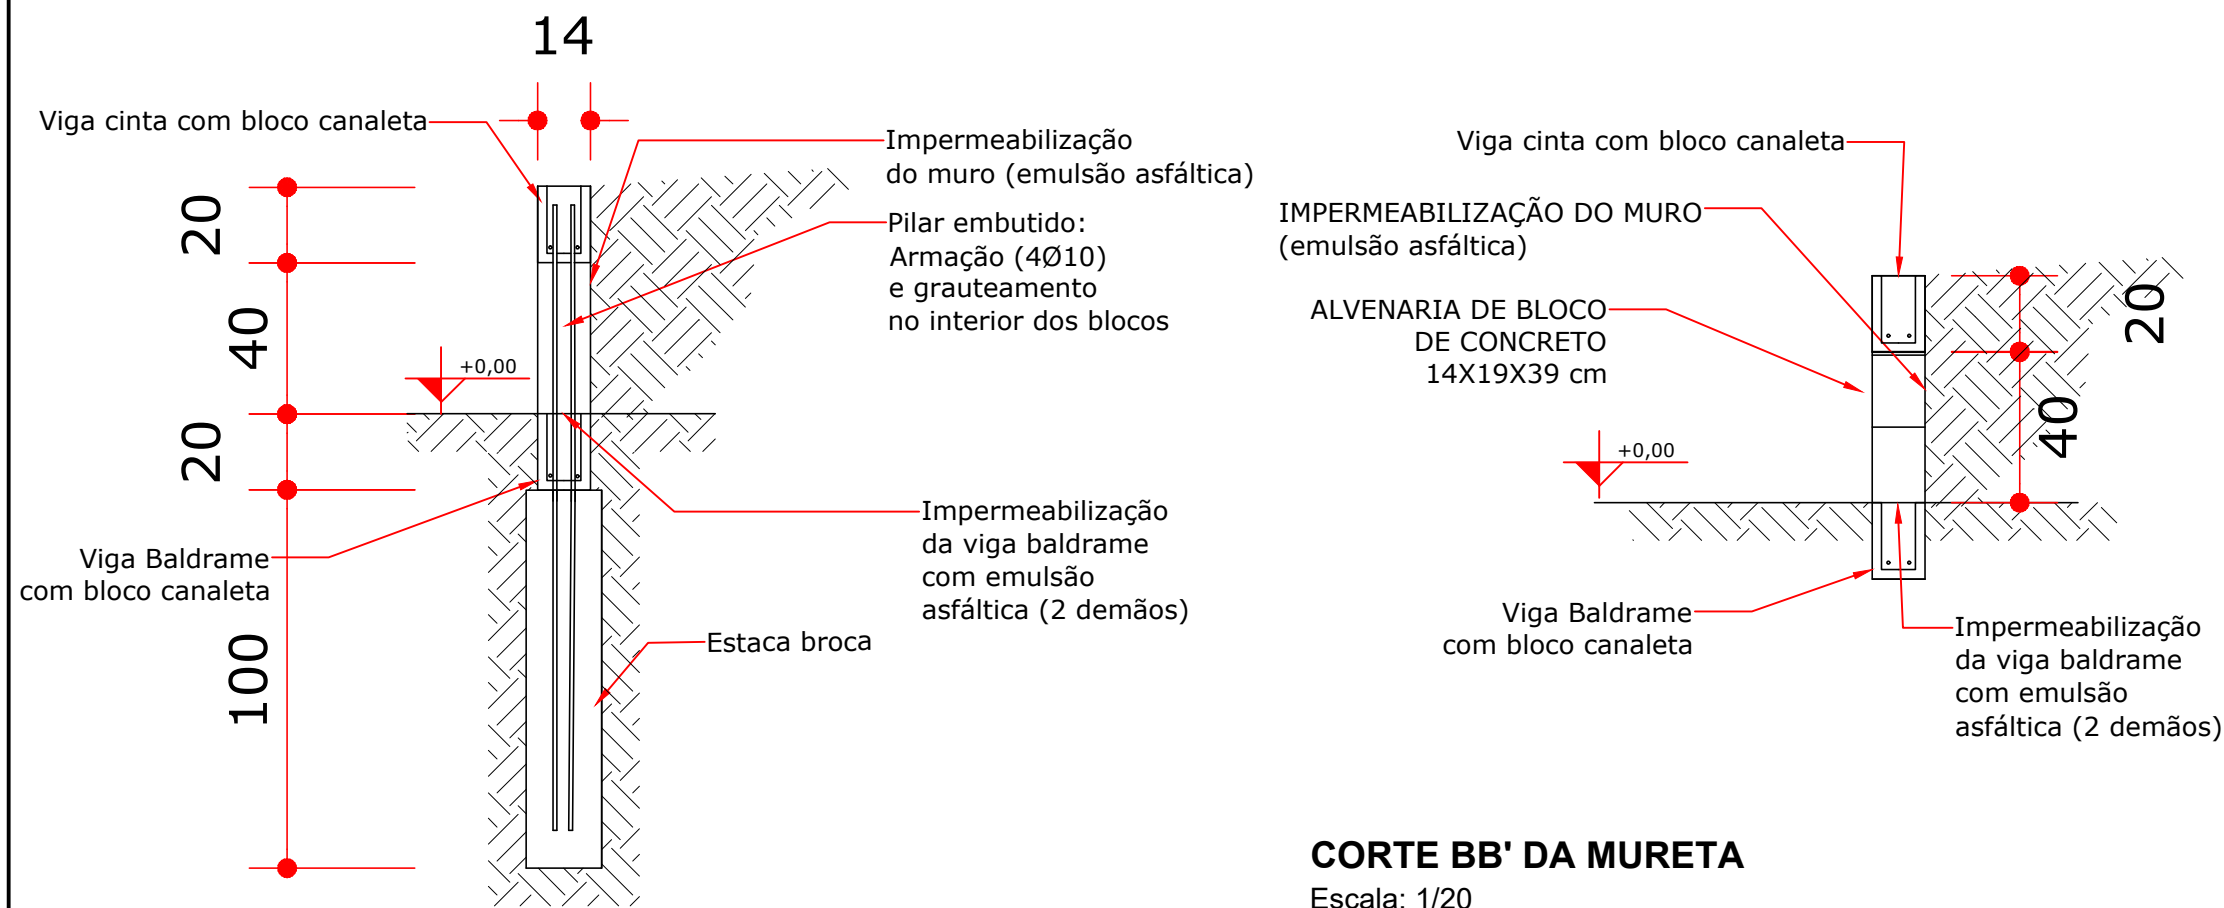 14
Viga cinta com bloco canaleta
Impermeabilização
do muro (emulsão asfáltica)
Pilar embutido:
Armação (4Ø10)
e grauteamento
no interior dos blocos
20
40
20
100
+0,00
Viga Baldrame
com bloco canaleta
Impermeabilização
da viga baldrame
com emulsão
asfáltica (2 demãos)
Estaca broca
Viga cinta com bloco canaleta
IMPERMEABILIZAÇÃO DO MURO
(emulsão asfáltica)
ALVENARIA DE BLOCO
DE CONCRETO
14X19X39 cm
20
40
+0,00
Viga Baldrame
com bloco canaleta
Impermeabilização
da viga baldrame
com emulsão
asfáltica (2 demãos)
CORTE BB' DA MURETA
Escala: 1/20